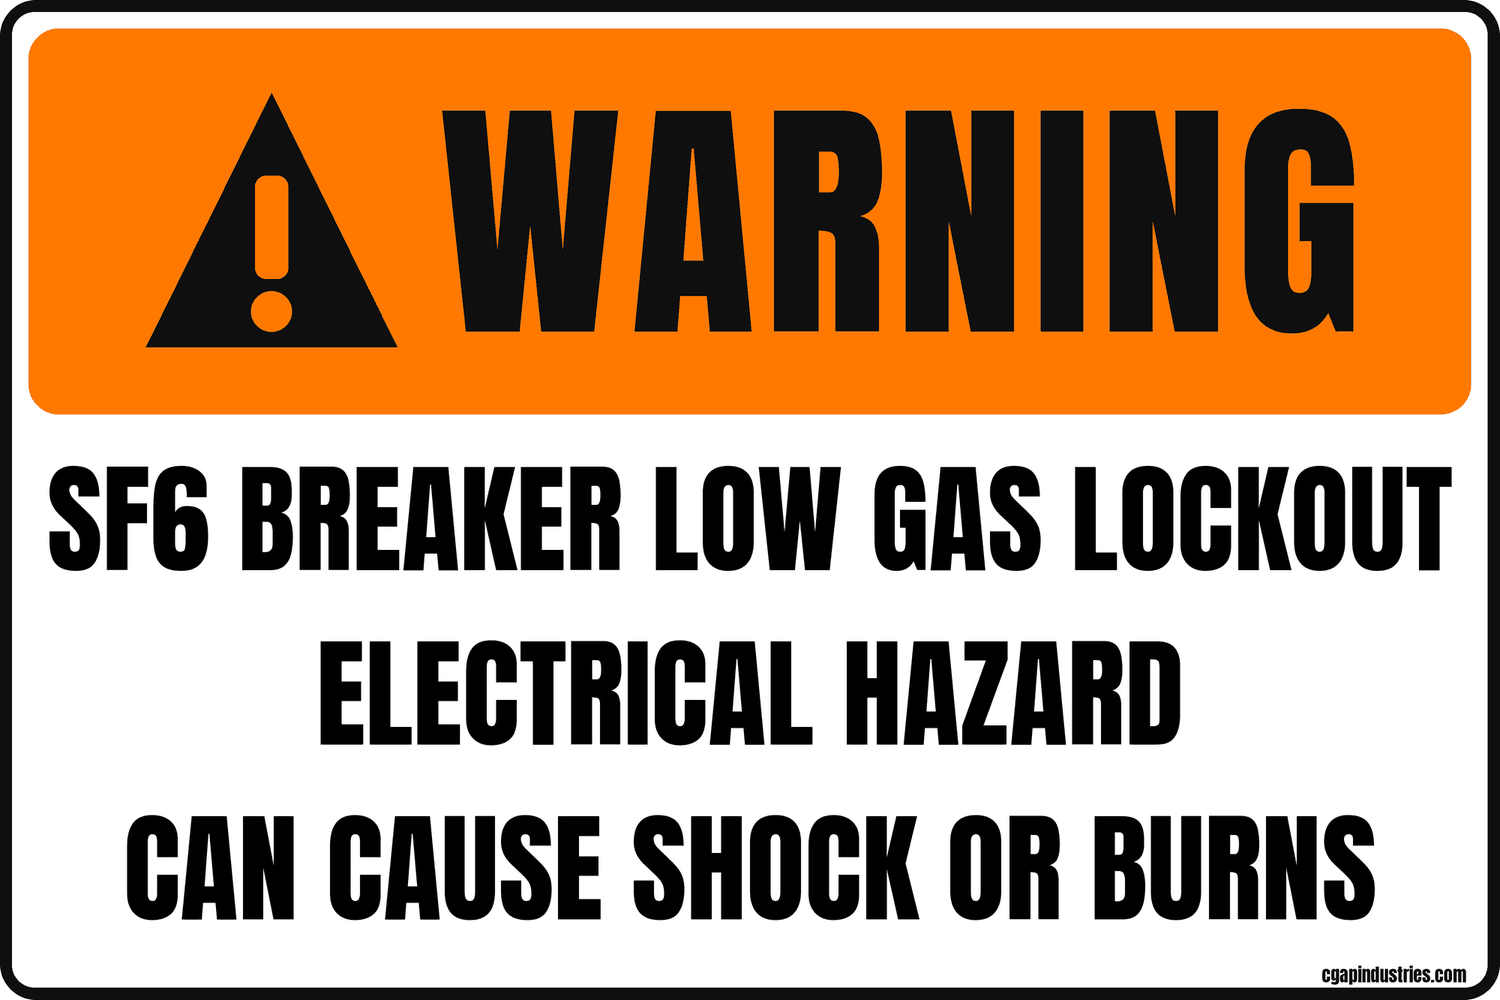 WARNING
SF6 BREAKER LOW GAS LOCKOUT
ELECTRICAL HAZARD
CAN CAUSE SHOCK OR BURNS
cgapindustries.com